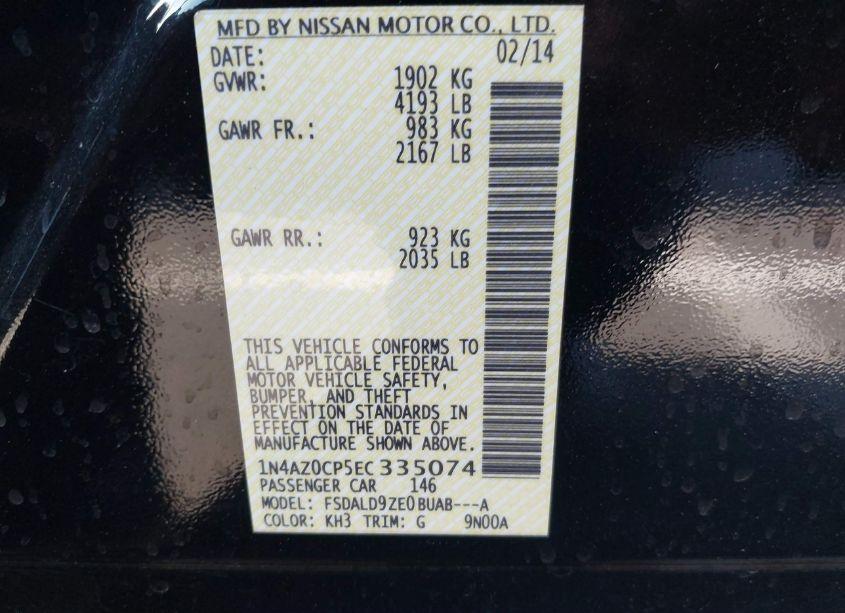 MFD BY NISSAN MOTOR CO., LTD.
DATE: 02/14
GVWR: 1902 KG
4193 LB
GAWR FR.: 983 KG
2167 LB
GAWR RR.: 923 KG
2035 LB
THIS VEHICLE CONFORMS TO
ALL APPLICABLE FEDERAL
MOTOR VEHICLE SAFETY,
BUMPER, AND THEFT
PREVENTION STANDARDS IN
EFFECT ON THE DATE OF
MANUFACTURE SHOWN ABOVE.
1N4AZ0CP5EC335074
PASSENGER CAR 146
MODEL: FSDALD9ZE0BUAB---A
COLOR: KH3 TRIM: G 9N00A